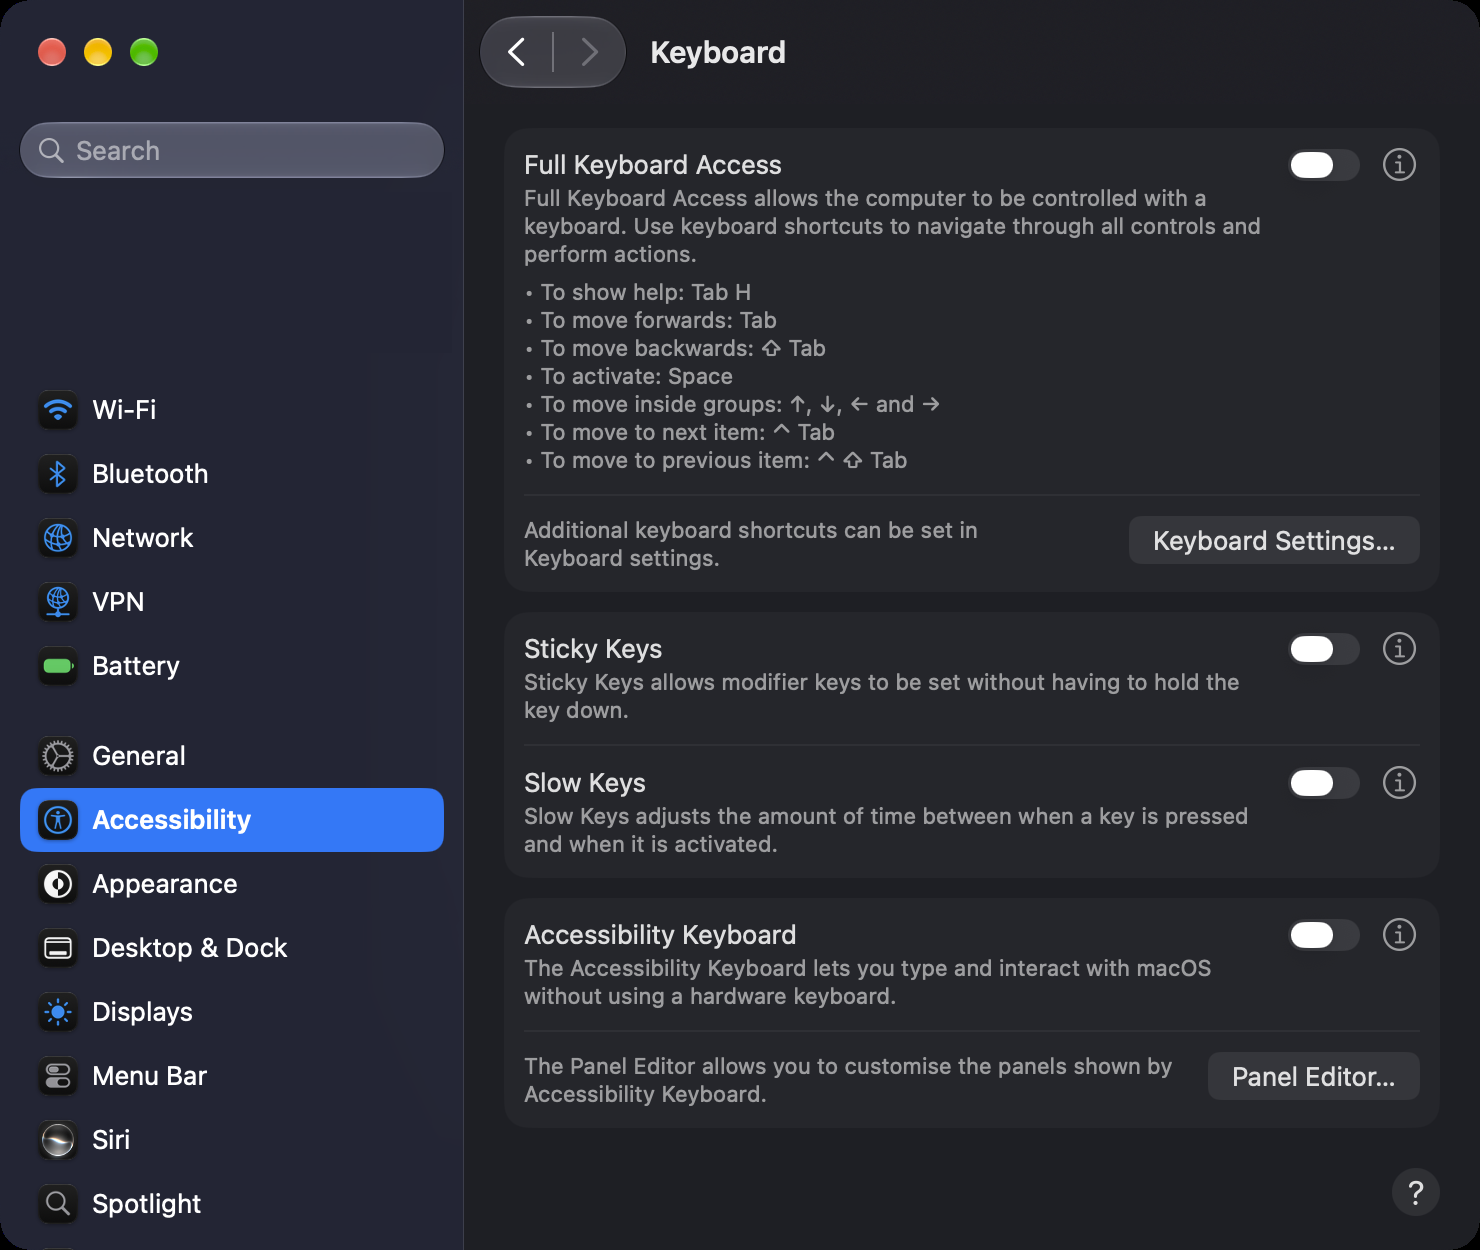 Keyboard
Search
Wi-Fi
Bluetooth
Network
VPN
Battery
General
Accessibility
Appearance
Desktop & Dock
Displays
Menu Bar
Siri
Spotlight
Full Keyboard Access
Full Keyboard Access allows the computer to be controlled with a
keyboard. Use keyboard shortcuts to navigate through all controls and
perform actions.
• To show help: Tab H
• To move forwards: Tab
• To move backwards: ⇧ Tab
• To activate: Space
• To move inside groups: ↑, ↓, ← and →
• To move to next item: ^ Tab
• To move to previous item: ^ ⇧ Tab
Additional keyboard shortcuts can be set in
Keyboard settings.
Keyboard Settings...
Sticky Keys
Sticky Keys allows modifier keys to be set without having to hold the
key down.
Slow Keys
Slow Keys adjusts the amount of time between when a key is pressed
and when it is activated.
Accessibility Keyboard
The Accessibility Keyboard lets you type and interact with macOS
without using a hardware keyboard.
The Panel Editor allows you to customise the panels shown by
Accessibility Keyboard.
Panel Editor...
?